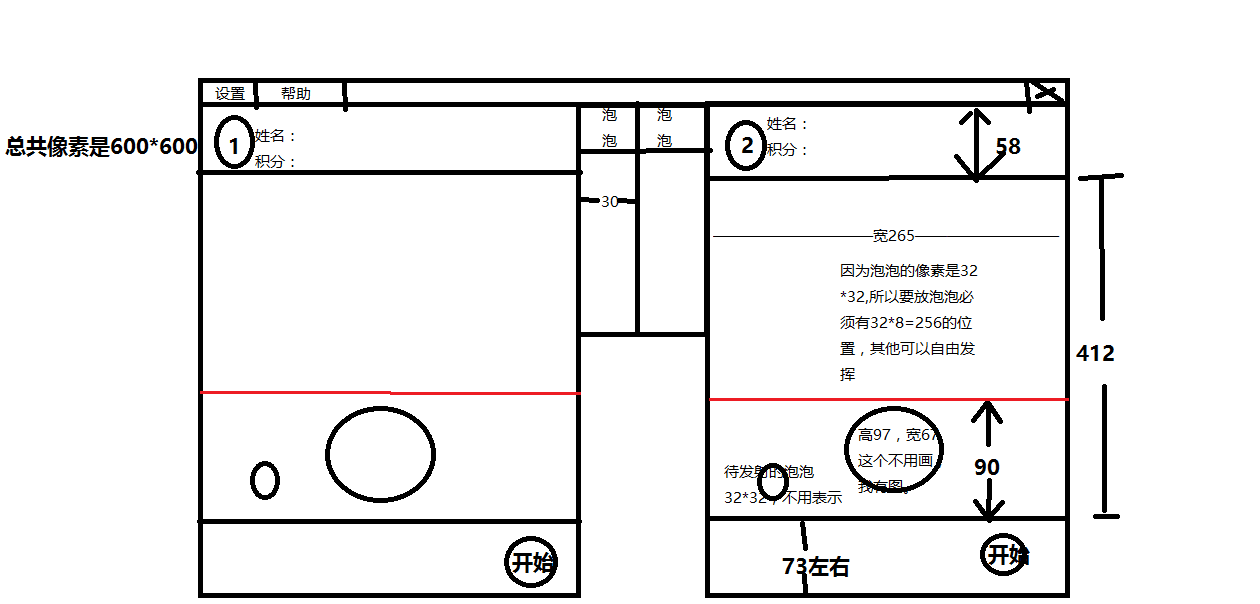 设置
帮助
泡
泡
泡
泡
姓名：
积分：
1
总共像素是600*600
2
姓名：
积分：
58
30
宽265
因为泡泡的像素是32
*32,所以要放泡泡必
须有32*8=256的位
置，其他可以自由发
挥
412
高97，宽67
这个不用画，
我有图。
90
待发射的泡泡
32*32，不用表示
开始
73左右
开始